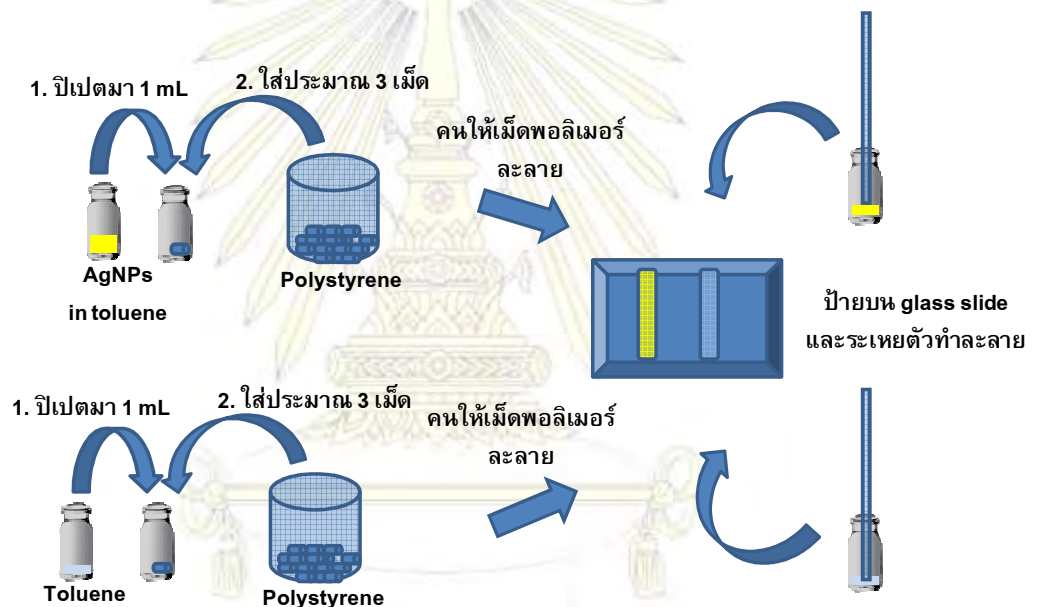 1. ปิเปตมา 1 mL
2. ใส่ประมาณ 3 เม็ด
คนให้เม็ดพอลิเมอร์
ละลาย
AgNPs
in toluene
Polystyrene
ป้ายบน glass slide
และระเหยตัวทำละลาย
1. ปิเปตมา 1 mL
2. ใส่ประมาณ 3 เม็ด
คนให้เม็ดพอลิเมอร์
ละลาย
Toluene
Polystyrene